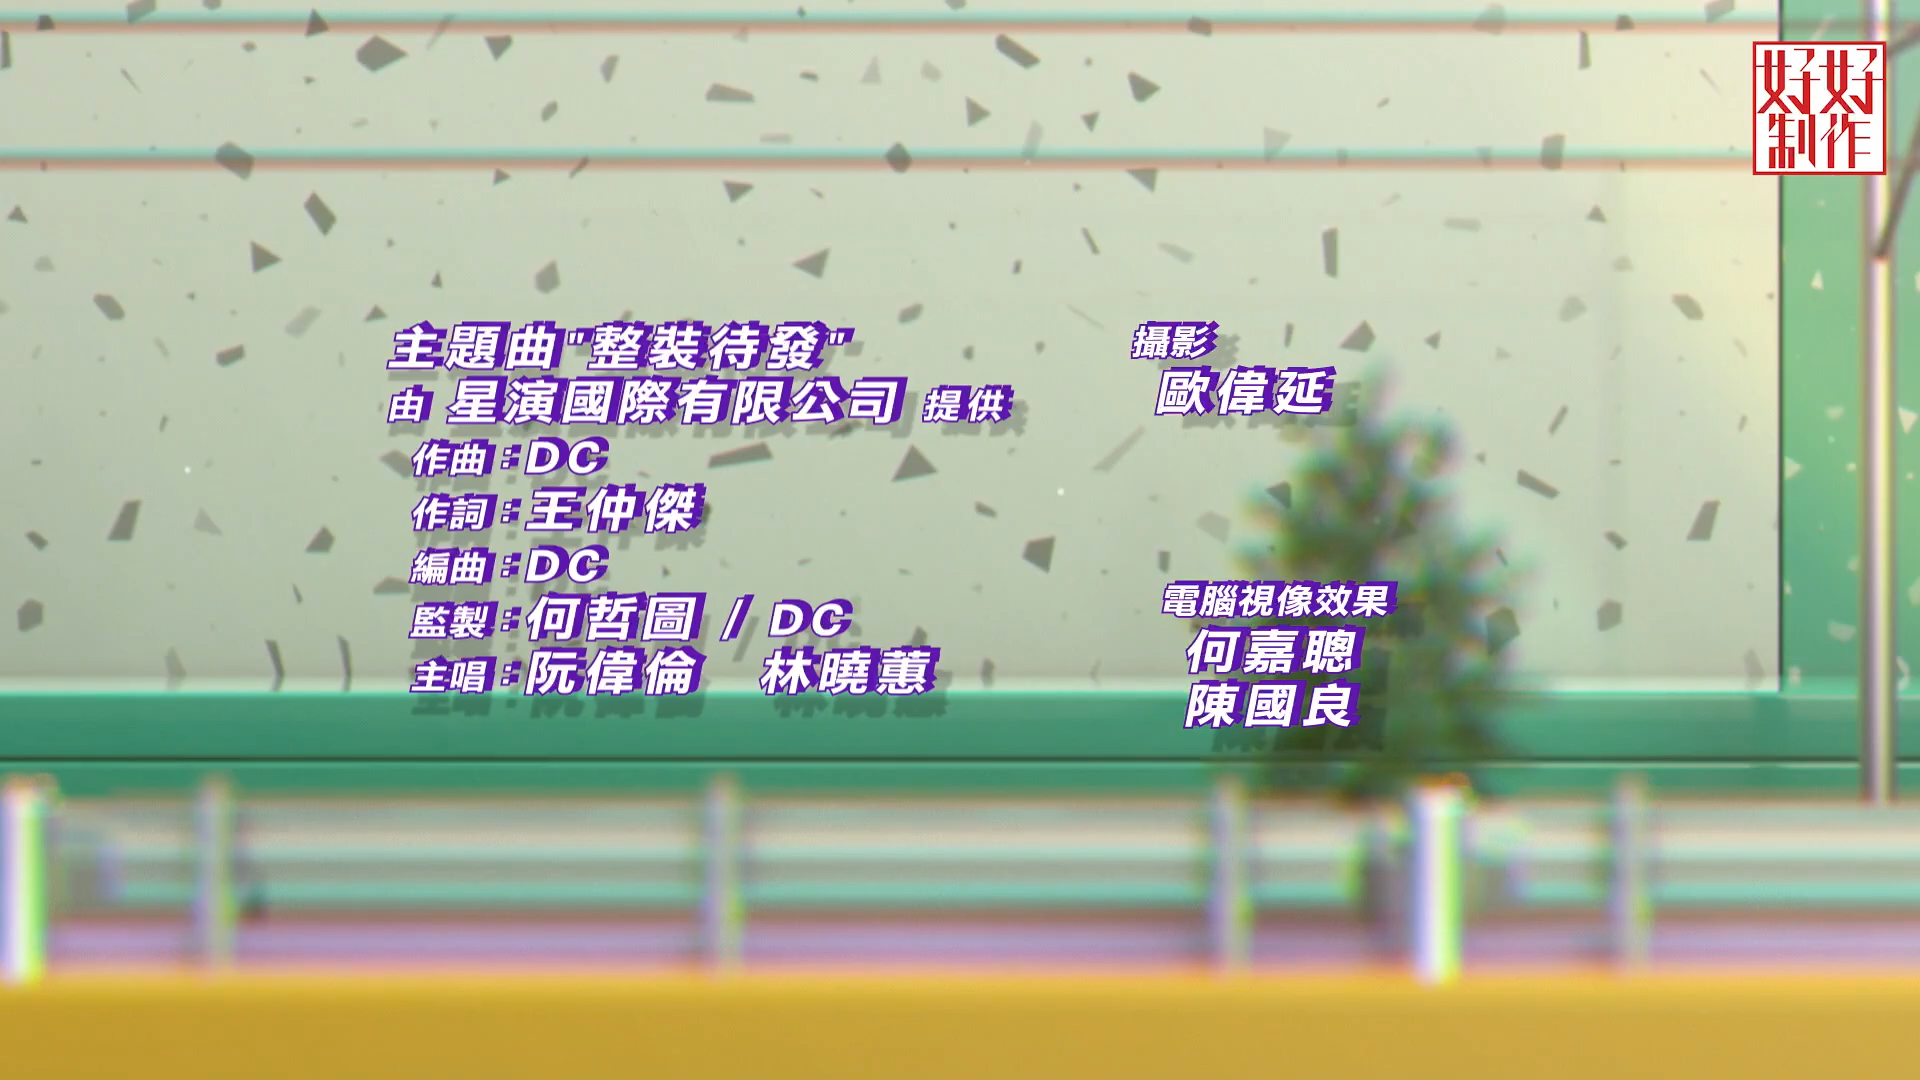 好好
制作
主題曲"整裝待發"
由 星演國際有限公司 提供
作曲：DC
作詞：王仲傑
編曲：DC
監製：何哲圖 / DC
主唱：阮偉倫 林曉蕙
攝影
歐偉延
電腦視像效果
何嘉聰
陳國良